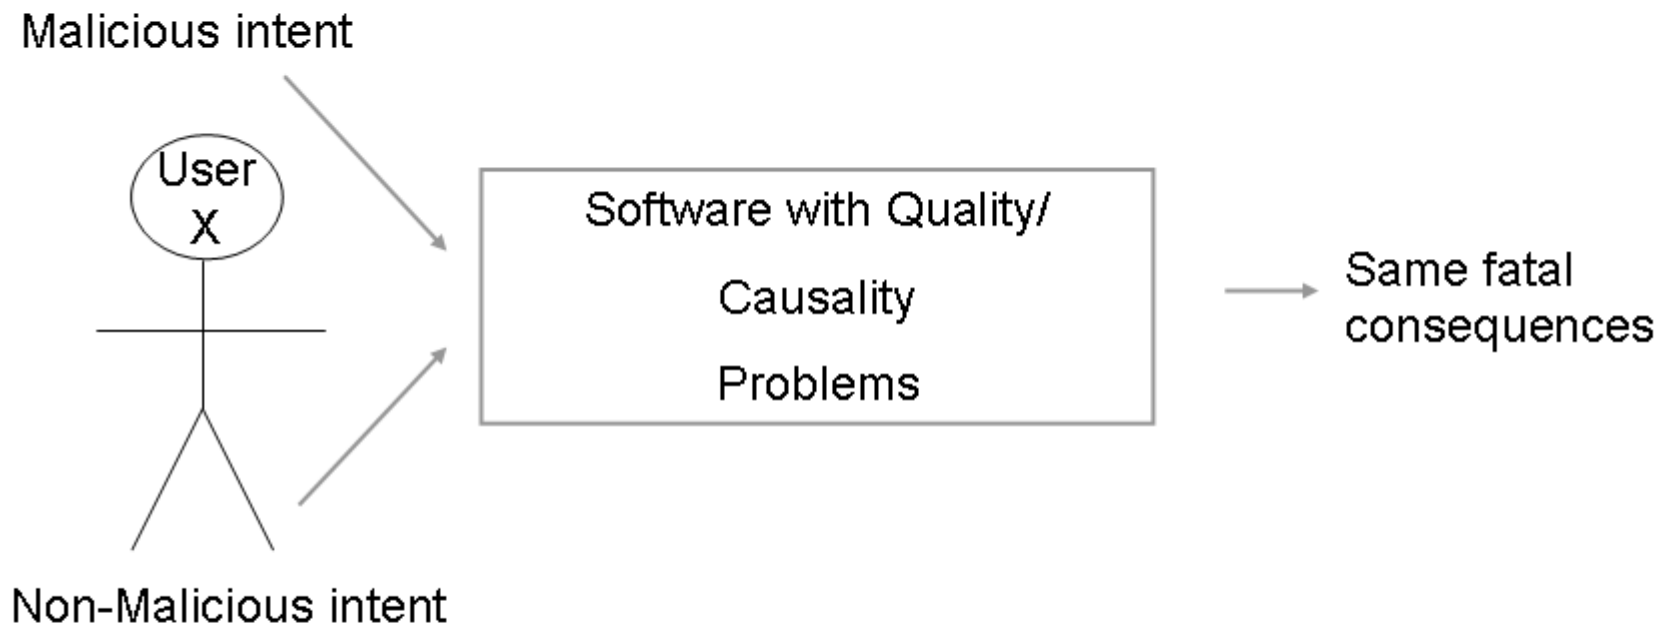 Malicious intent
User
X
Software with Quality/
Causality
Problems
Same fatal
consequences
Non-Malicious intent